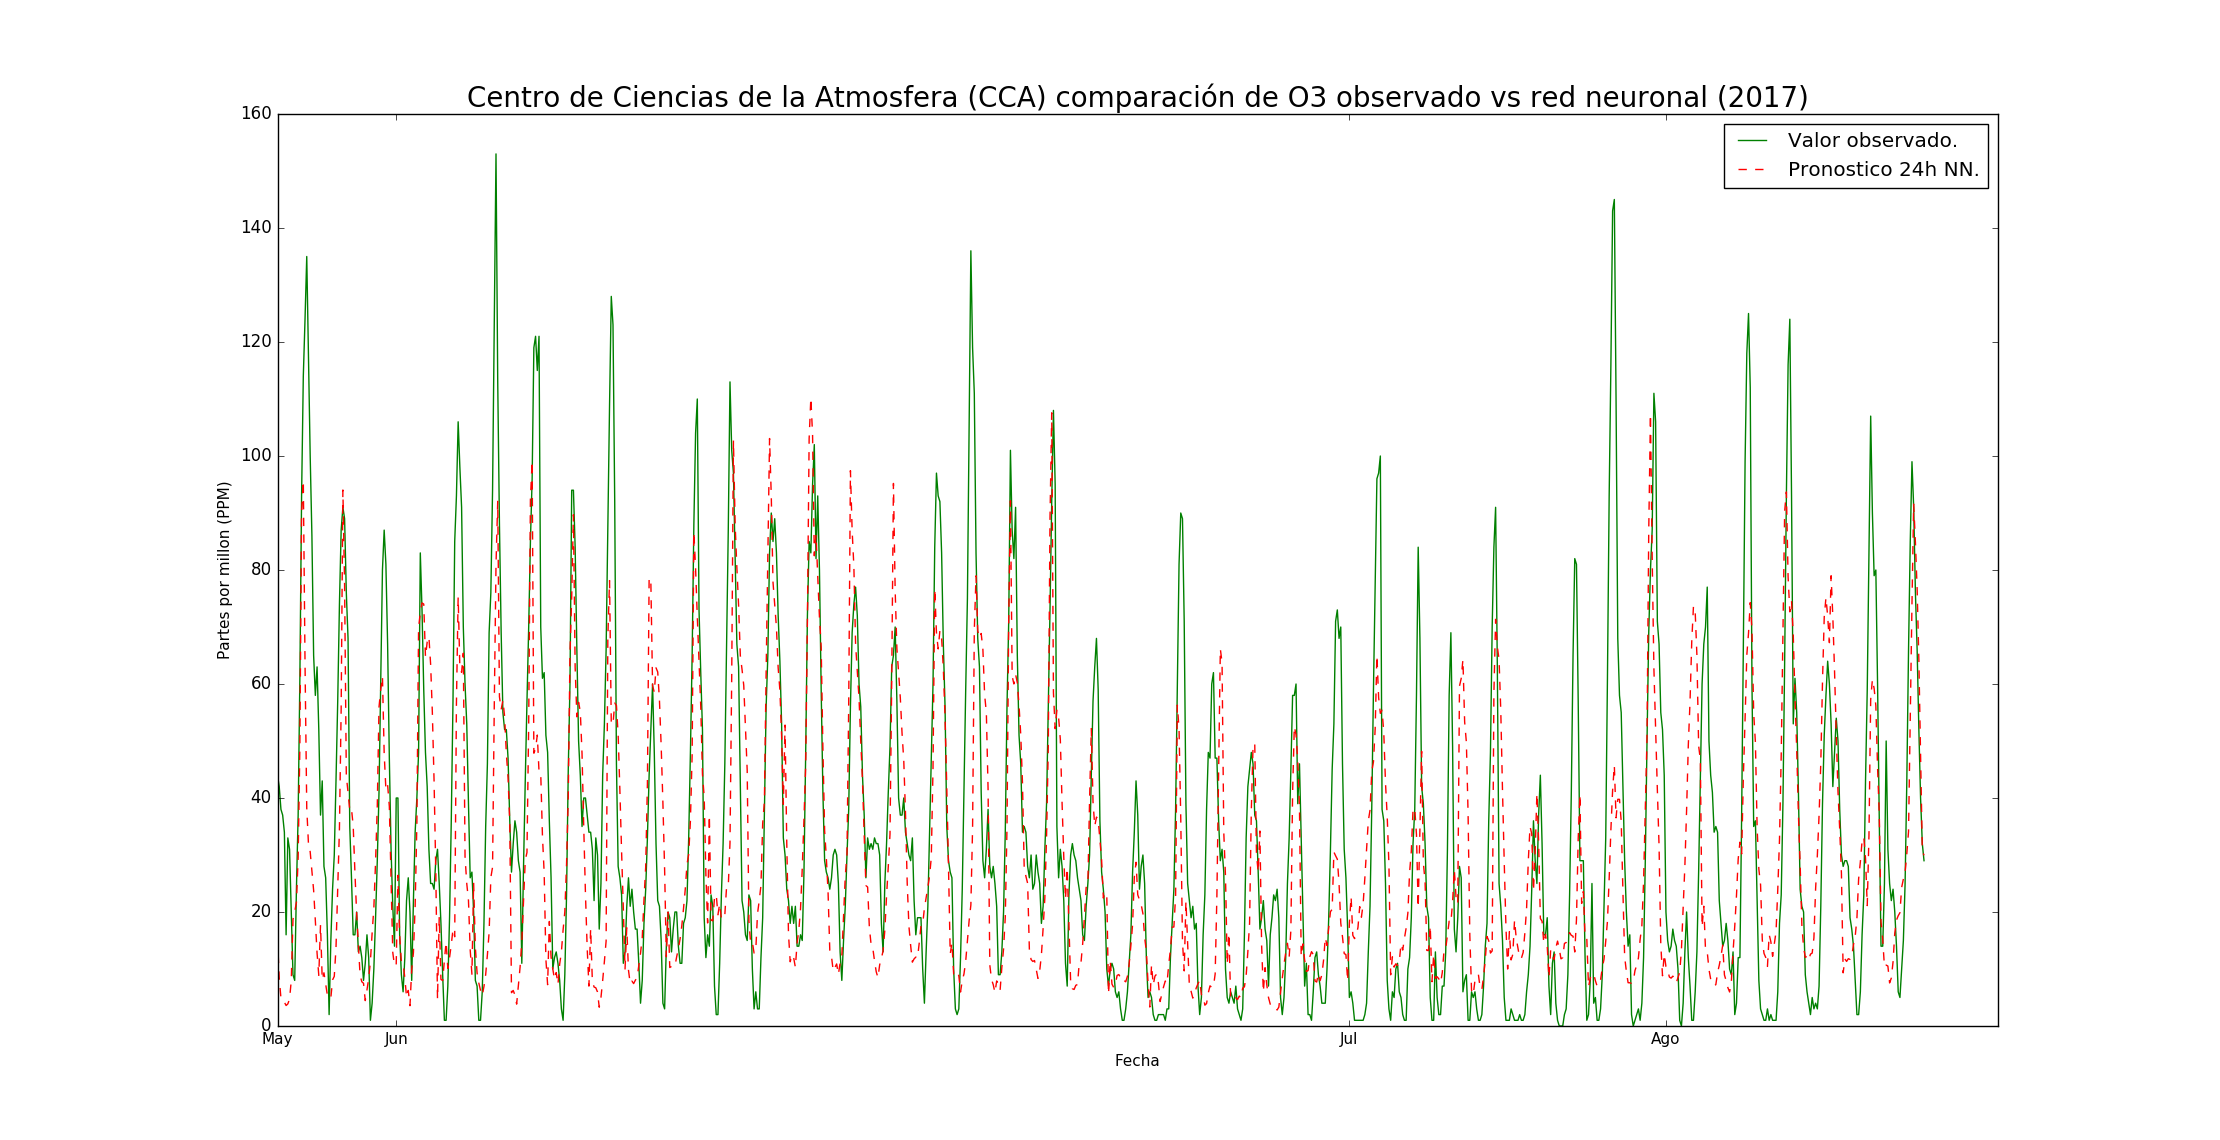 Centro de Ciencias de la Atmosfera (CCA) comparación de O3 observado vs red neuronal (2017)
Valor observado.
Pronostico 24h NN.
Partes por millon (PPM)
160
140
120
100
80
60
40
20
0
May Jun Jul Ago
Fecha